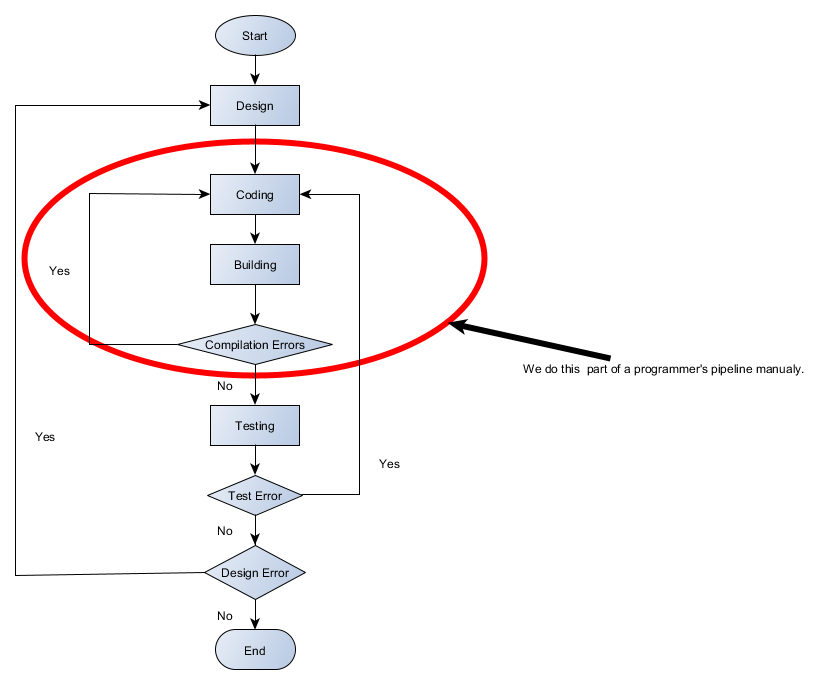 Start
Design
Coding
Building
Yes
Compilation Errors
We do this  part of a programmer's pipeline manualy.
No
Testing
Yes
Yes
Test Error
No
Design Error
No
End